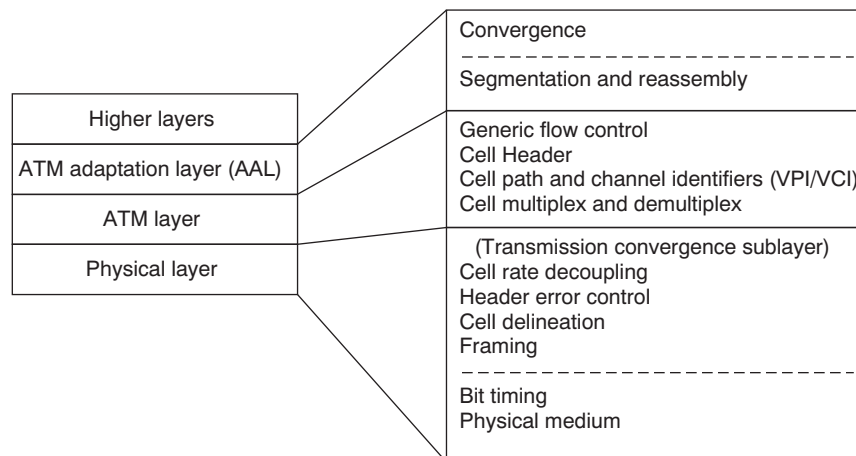 Higher layers
ATM adaptation layer (AAL)
ATM layer
Physical layer
Convergence
Segmentation and reassembly
Generic flow control
Cell Header
Cell path and channel identifiers (VPI/VCI)
Cell multiplex and demultiplex
(Transmission convergence sublayer)
Cell rate decoupling
Header error control
Cell delineation
Framing
Bit timing
Physical medium